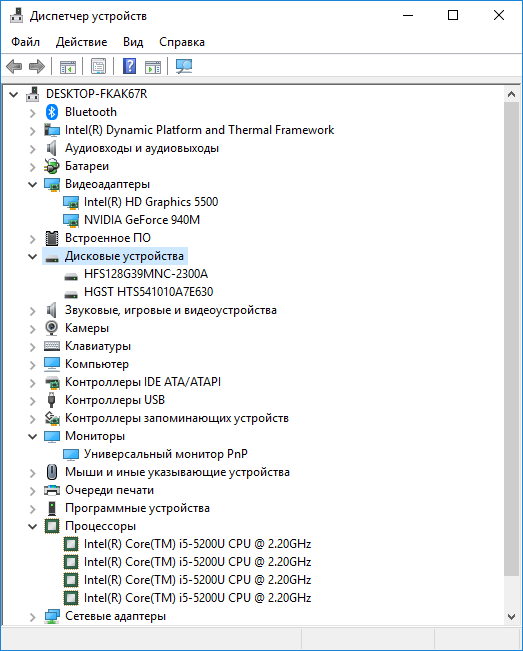 Диспетчер устройств
Файл Действие Вид Справка
DESKTOP-FKAK67R
Bluetooth
Intel(R) Dynamic Platform and Thermal Framework
Аудиовходы и аудиовыходы
Батареи
Видеоадаптеры
Intel(R) HD Graphics 5500
NVIDIA GeForce 940M
Встроенное ПО
Дисковые устройства
HFS128G39MNC-2300A
HGST HTS541010A7E630
Звуковые, игровые и видеоустройства
Камеры
Клавиатуры
Компьютер
Контроллеры IDE ATA/ATAPI
Контроллеры USB
Контроллеры запоминающих устройств
Мониторы
Универсальный монитор PnP
Мыши и иные указывающие устройства
Очереди печати
Программные устройства
Процессоры
Intel(R) Core(TM) i5-5200U CPU @ 2.20GHz
Intel(R) Core(TM) i5-5200U CPU @ 2.20GHz
Intel(R) Core(TM) i5-5200U CPU @ 2.20GHz
Intel(R) Core(TM) i5-5200U CPU @ 2.20GHz
Сетевые адаптеры